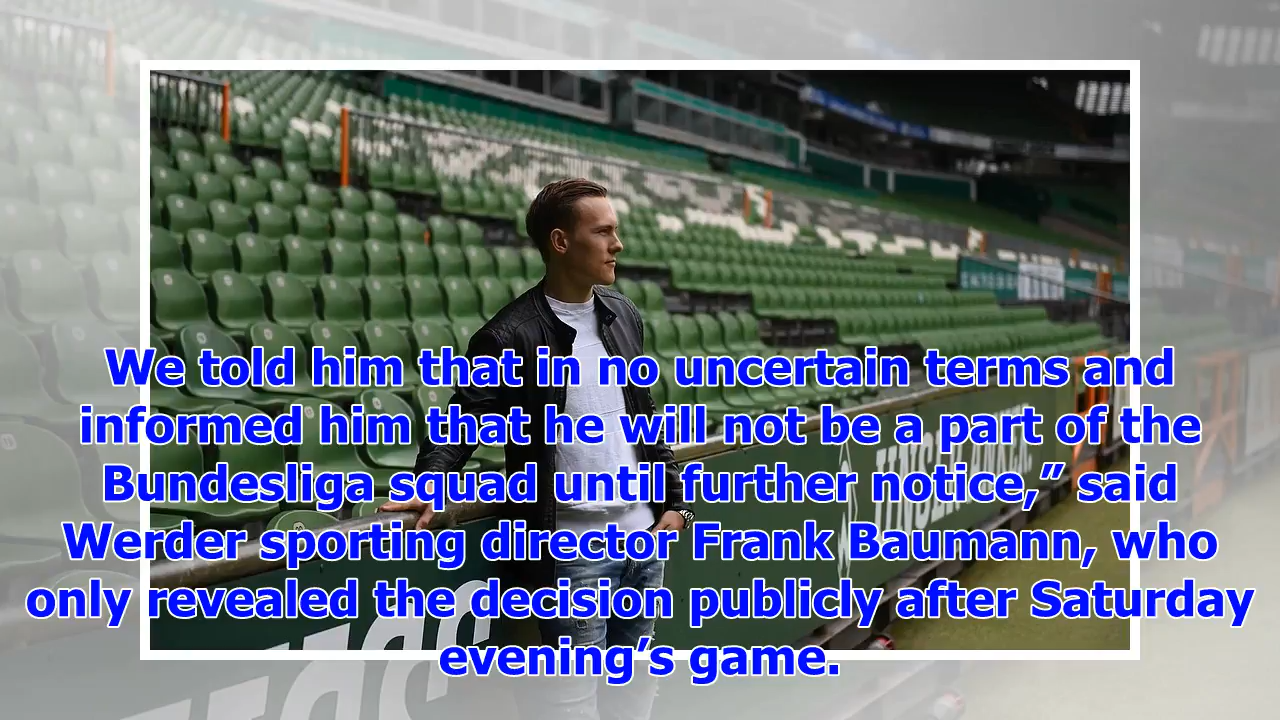 We told him that in no uncertain terms and
informed him that he will not be a part of the
Bundesliga squad until further notice,” said
Werder sporting director Frank Baumann, who
only revealed the decision publicly after Saturday
evening’s game.